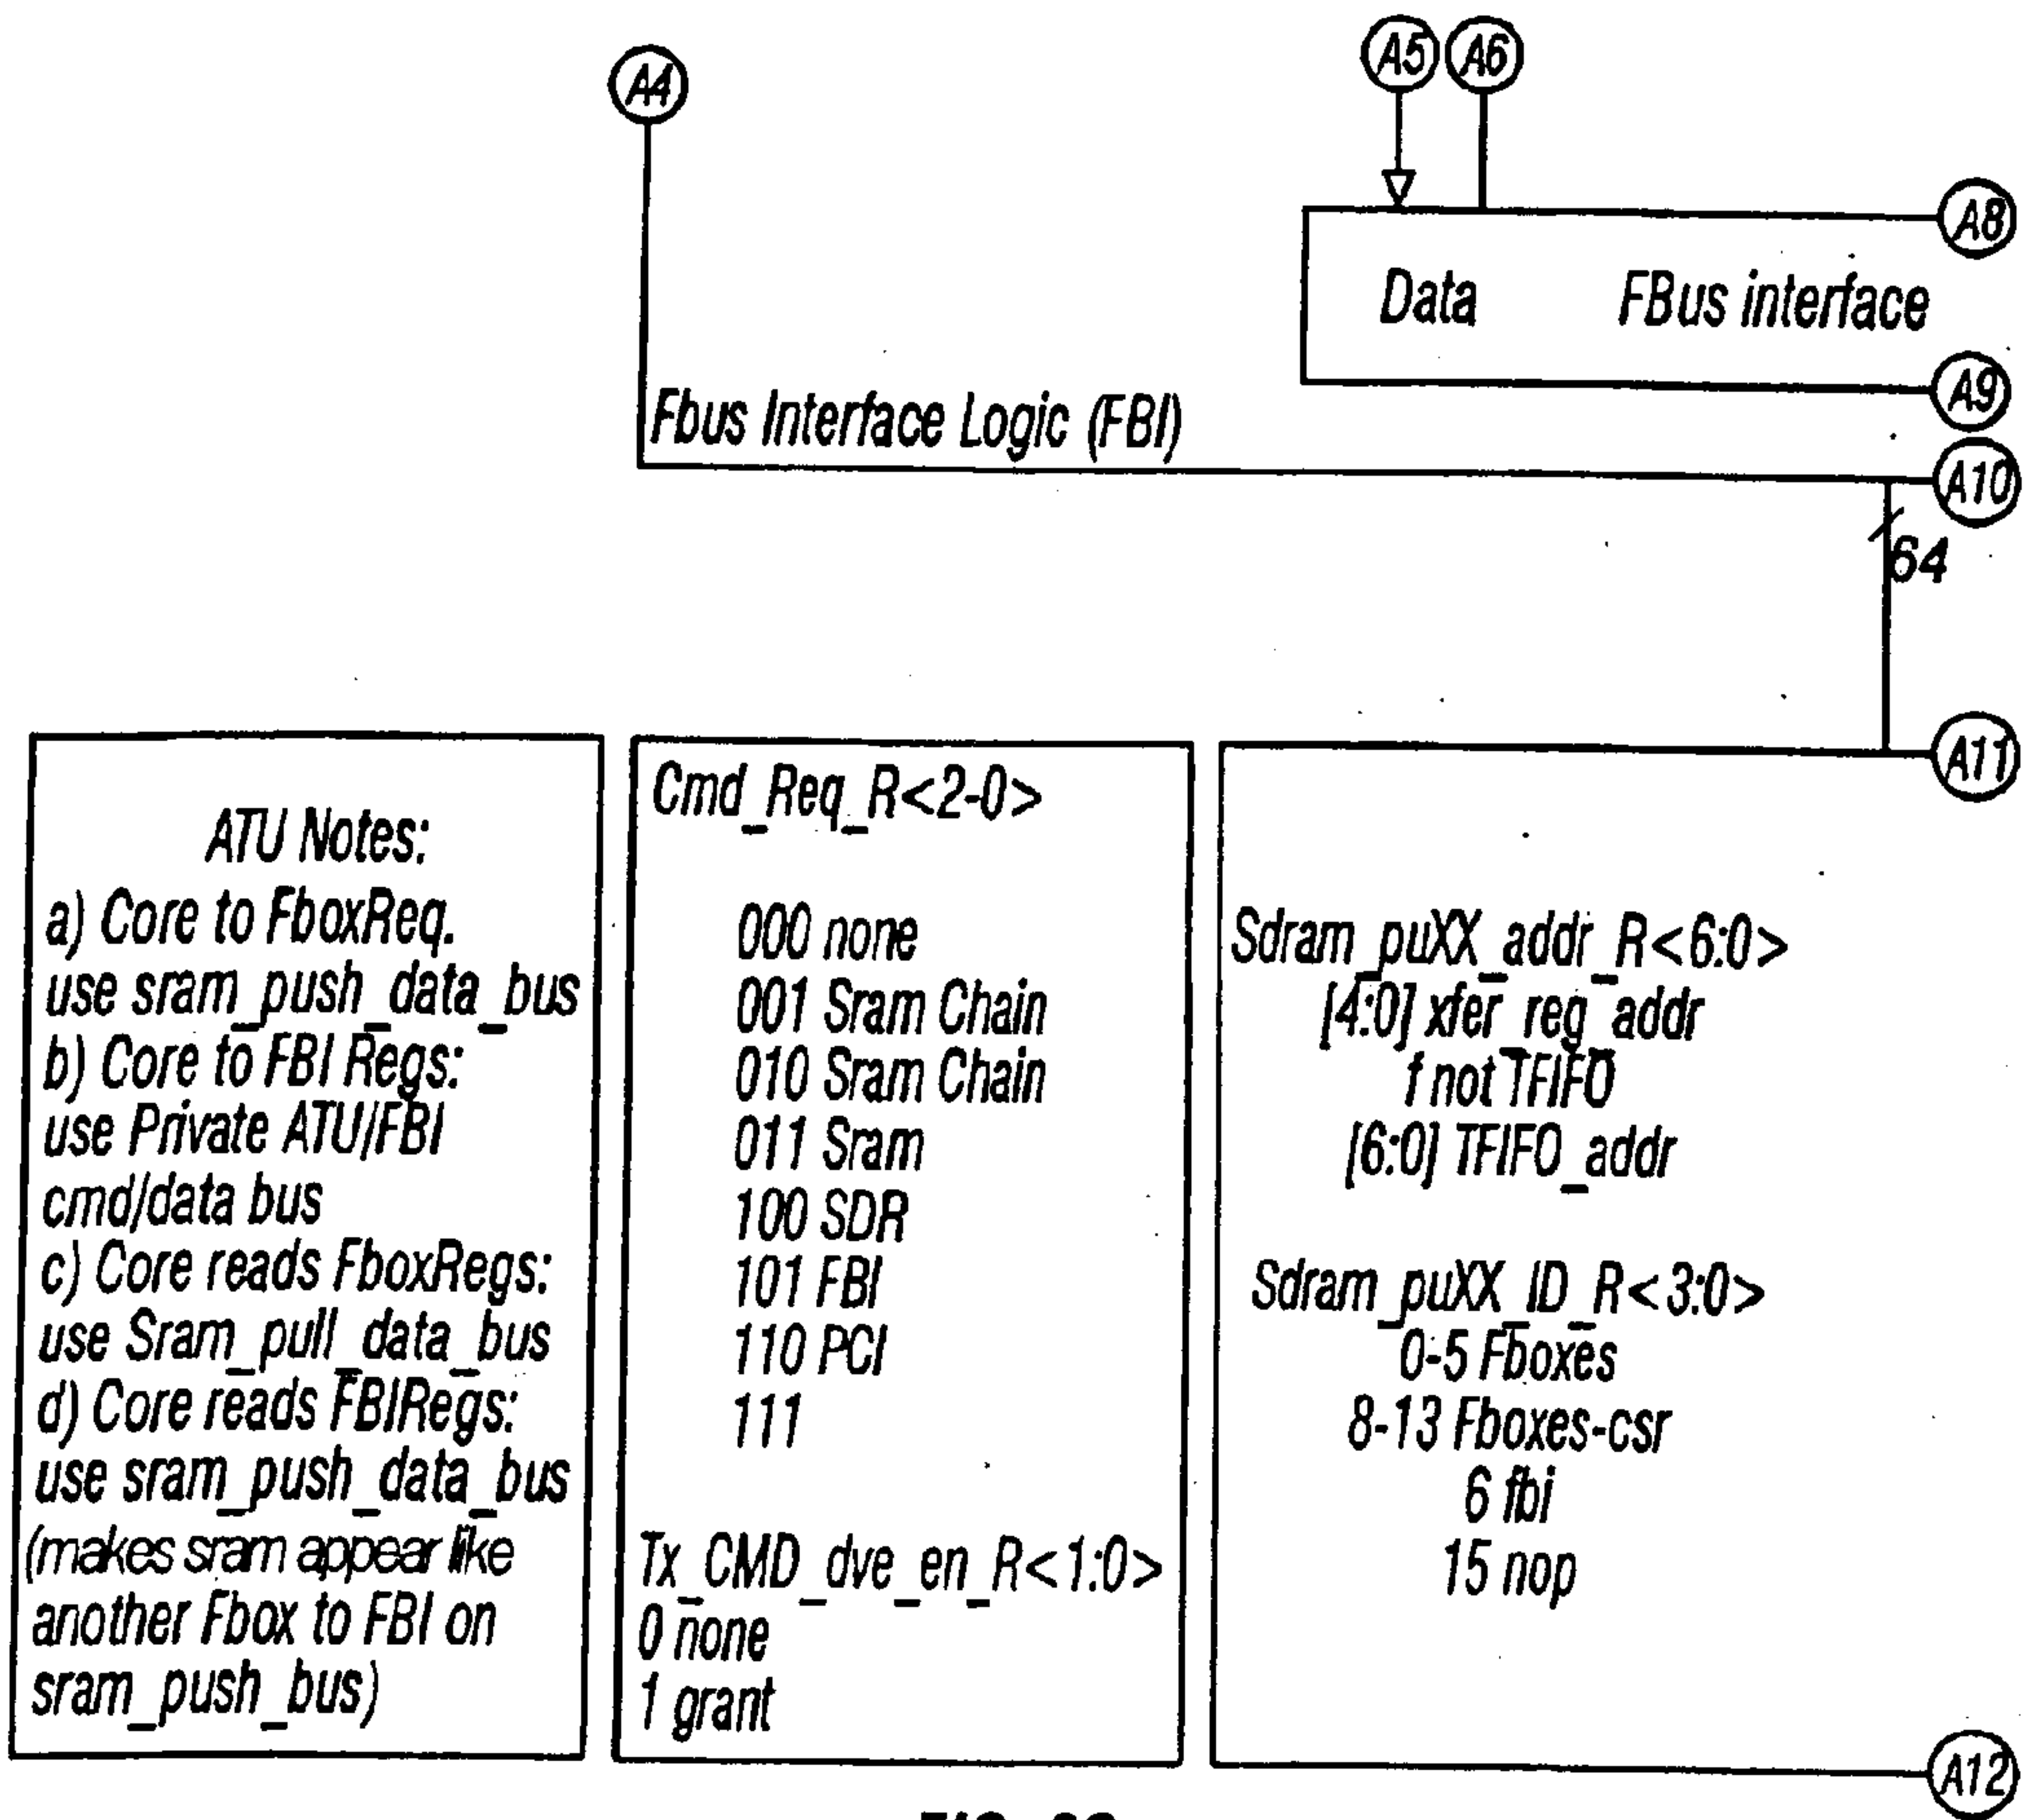 A4
A5
A6
A8
Data FBus interface
A9
Fbus Interface Logic (FBI)
A10
64
A11
ATU Notes:
a) Core to FboxReq.
use sram_push_data_bus
b) Core to FBI Regs:
use Private ATU/FBI
cmd/data bus
c) Core reads FboxRegs:
use Sram_pull_data_bus
d) Core reads FBIRegs:
use sram_push_data_bus
(makes sram appear like
another Fbox to FBI on
sram_push_bus)
Cmd_Req_R<2-0>
000 none
001 Sram Chain
010 Sram Chain
011 Sram
100 SDR
101 FBI
110 PCI
111
Tx_CMD_dve_en_R<1:0>
0 none
1 grant
Sdram_puXX_addr_R<6:0>
[4:0] xfer_reg_addr
f not TFIFO
[6:0] TFIFO_addr
Sdram_puXX_ID_R<3:0>
0-5 Fboxes
8-13 Fboxes-csr
6 fbi
15 nop
A12